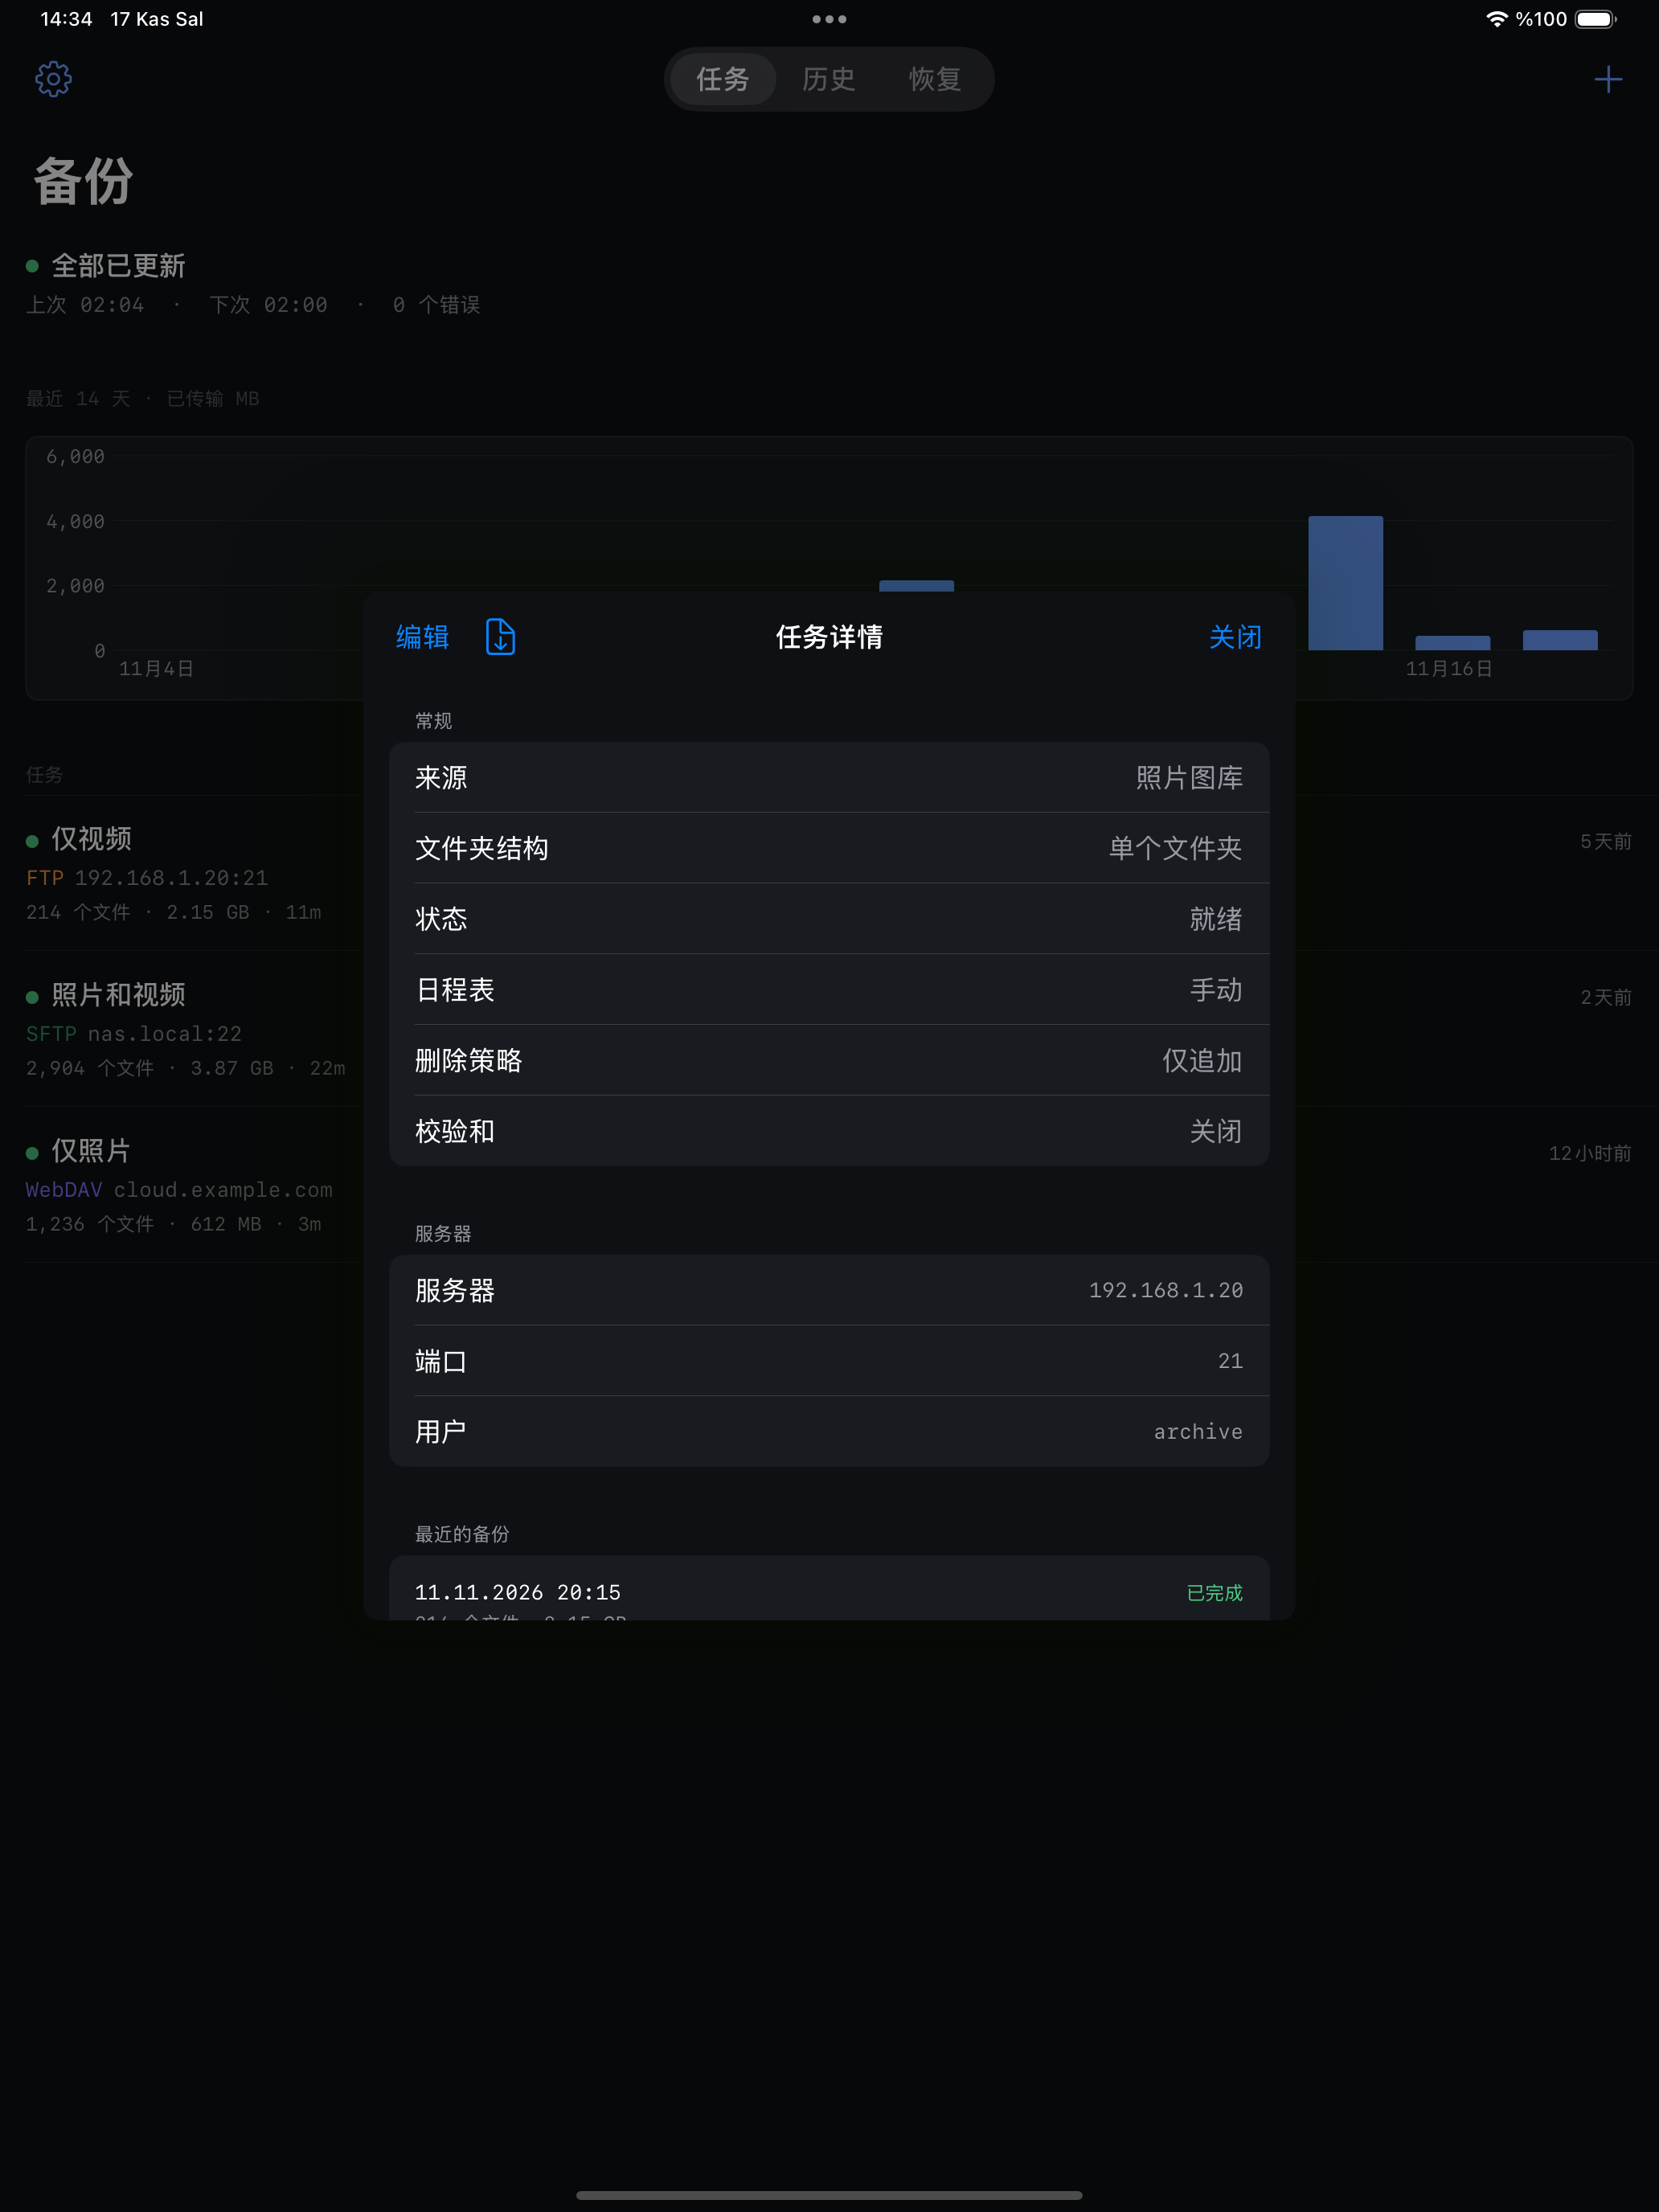 14:34 17 Kas Sal
%100
任务 历史 恢复
备份
全部已更新
上次 02:04 · 下次 02:00 · 0 个错误
最近 14 天 · 已传输 MB
6,000
4,000
2,000
0
11月4日
11月16日
任务
仅视频
5天前
FTP 192.168.1.20:21
214 个文件 · 2.15 GB · 11m
照片和视频
2天前
SFTP nas.local:22
2,904 个文件 · 3.87 GB · 22m
仅照片
12小时前
WebDAV cloud.example.com
1,236 个文件 · 612 MB · 3m
编辑 任务详情 关闭
常规
来源 照片图库
文件夹结构 单个文件夹
状态 就绪
日程表 手动
删除策略 仅追加
校验和 关闭
服务器
服务器 192.168.1.20
端口 21
用户 archive
最近的备份
11.11.2026 20:15 已完成